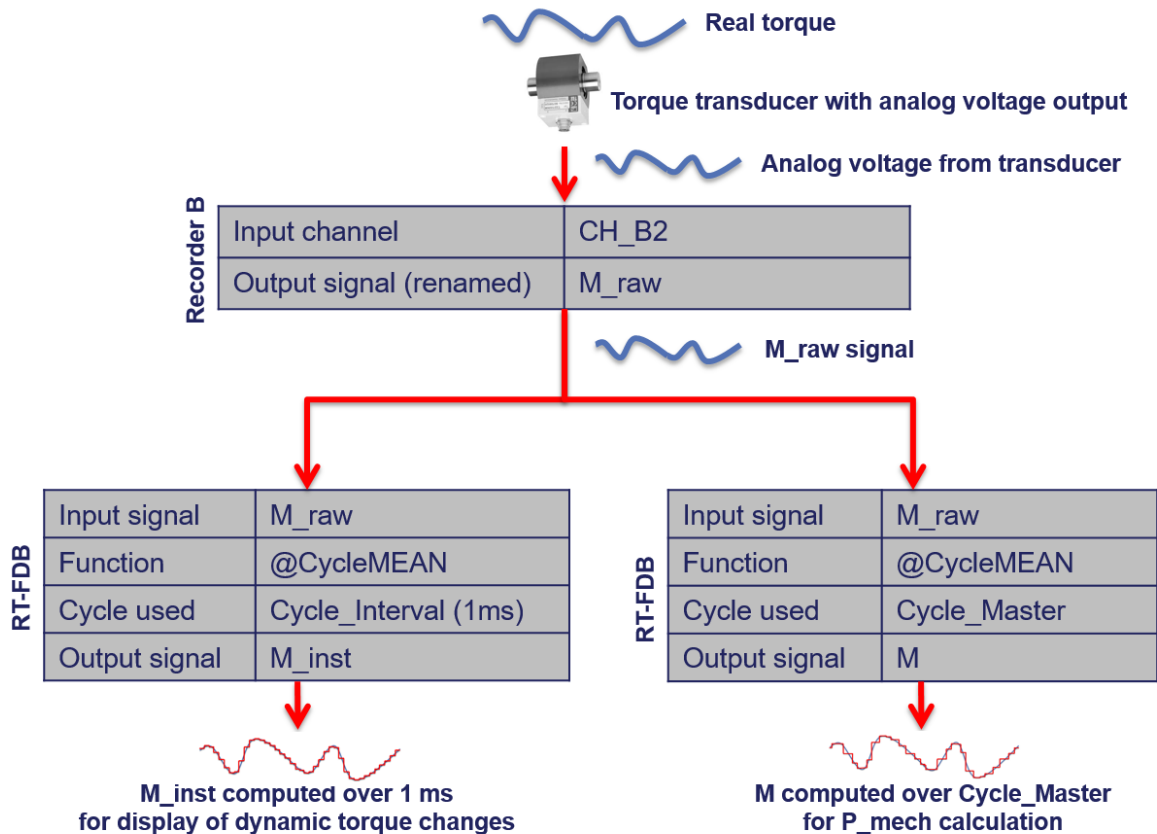 Real torque
Torque transducer with analog voltage output
Analog voltage from transducer
Recorder B
Input channel CH_B2
Output signal (renamed) M_raw
M_raw signal
RT-FDB
Input signal M_raw
Function @CycleMEAN
Cycle used Cycle_Interval (1ms)
Output signal M_inst
RT-FDB
Input signal M_raw
Function @CycleMEAN
Cycle used Cycle_Master
Output signal M
M_inst computed over 1 ms
for display of dynamic torque changes
M computed over Cycle_Master
for P_mech calculation